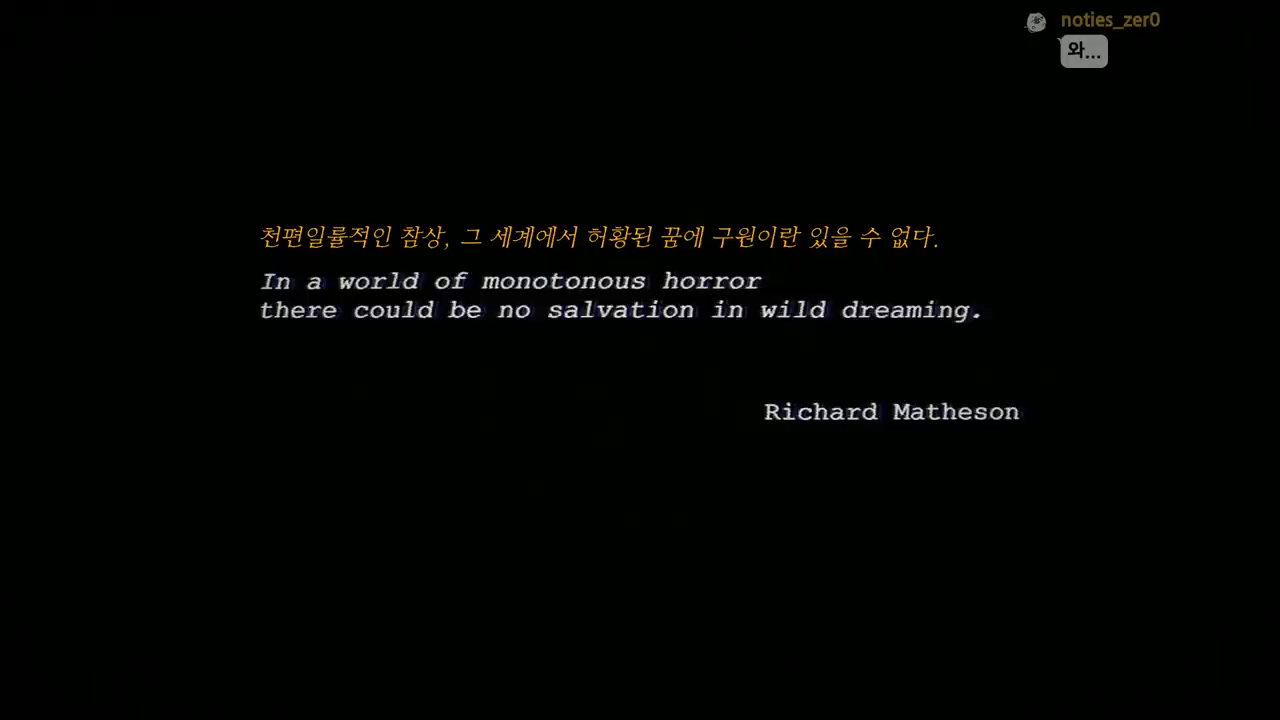 noties_zer0
와...
천편일률적인 참상, 그 세계에서 허황된 꿈에 구원이란 있을 수 없다.
In a world of monotonous horror
there could be no salvation in wild dreaming.
Richard Matheson